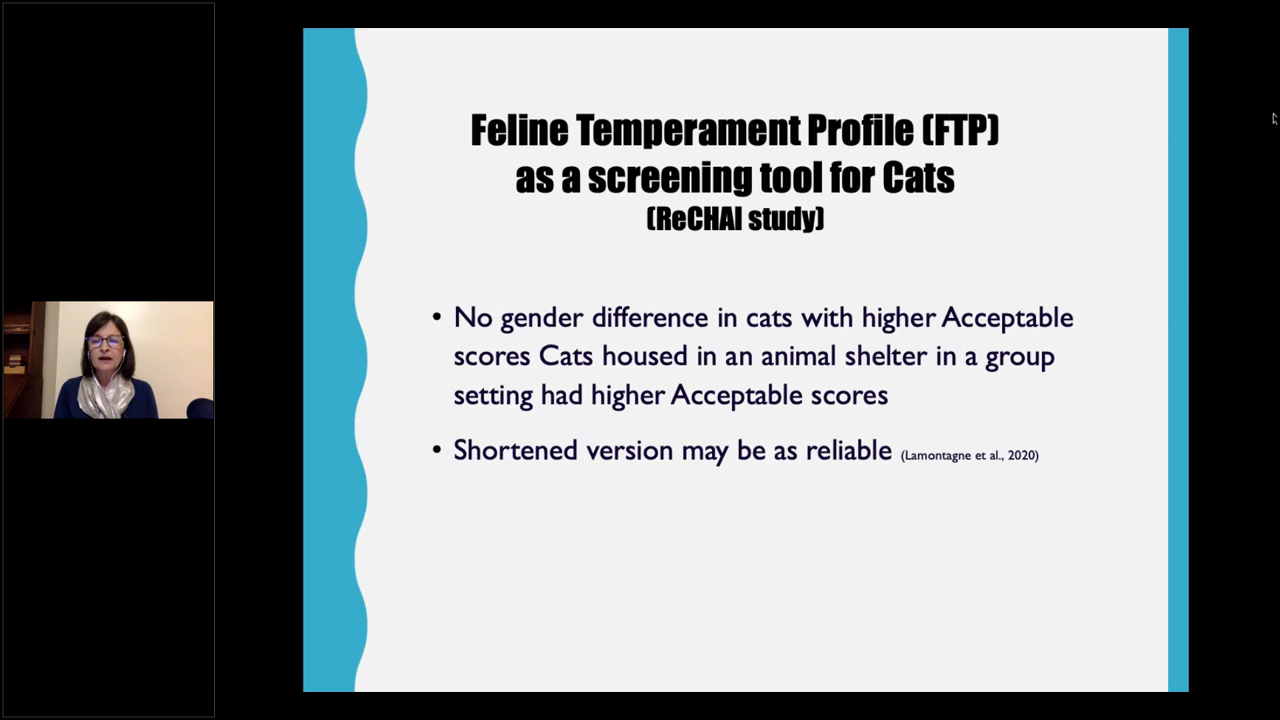 Feline Temperament Profile (FTP)
as a screening tool for Cats
(ReCHAI study)
• No gender difference in cats with higher Acceptable
scores Cats housed in an animal shelter in a group
setting had higher Acceptable scores
• Shortened version may be as reliable (Lamontagne et al., 2020)